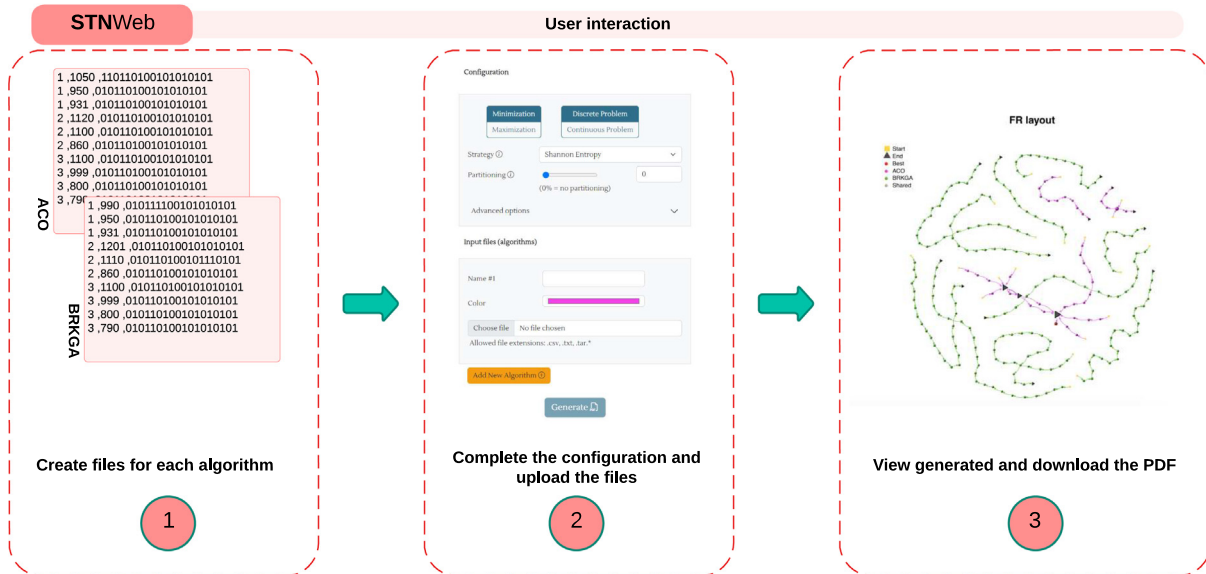 STNWeb
User interaction
1 ,1050 ,110110100101010101
1 ,950 ,010110100101010101
1 ,931 ,010110100101010101
2 ,1120 ,010110100101010101
2 ,1100 ,010110100101010101
2 ,860 ,010110100101010101
3 ,1100 ,010110100101010101
3 ,999 ,010110100101010101
3 ,800 ,010110100101010101
3 ,790
ACO
1 ,990 ,010111100101010101
1 ,950 ,010110100101010101
1 ,931 ,010110100101010101
2 ,1201 ,010110100101010101
2 ,1110 ,010110100101110101
2 ,860 ,010110100101010101
3 ,1100 ,010110100101010101
3 ,999 ,010110100101010101
3 ,800 ,010110100101010101
3 ,790 ,010110100101010101
BRKGA
Create files for each algorithm
1
Configuration
Minimization
Maximization
Discrete Problem
Continuous Problem
Strategy
Shannon Entropy
Partitioning
0
(0% = no partitioning)
Advanced options
Input files (algorithms)
Name #1
Color
Choose file
No file chosen
Allowed file extensions: .csv, .txt, .tar.*
Add New Algorithm
Generate
Complete the configuration and
upload the files
2
FR layout
Start
End
Best
ACO
BRKGA
Shared
View generated and download the PDF
3